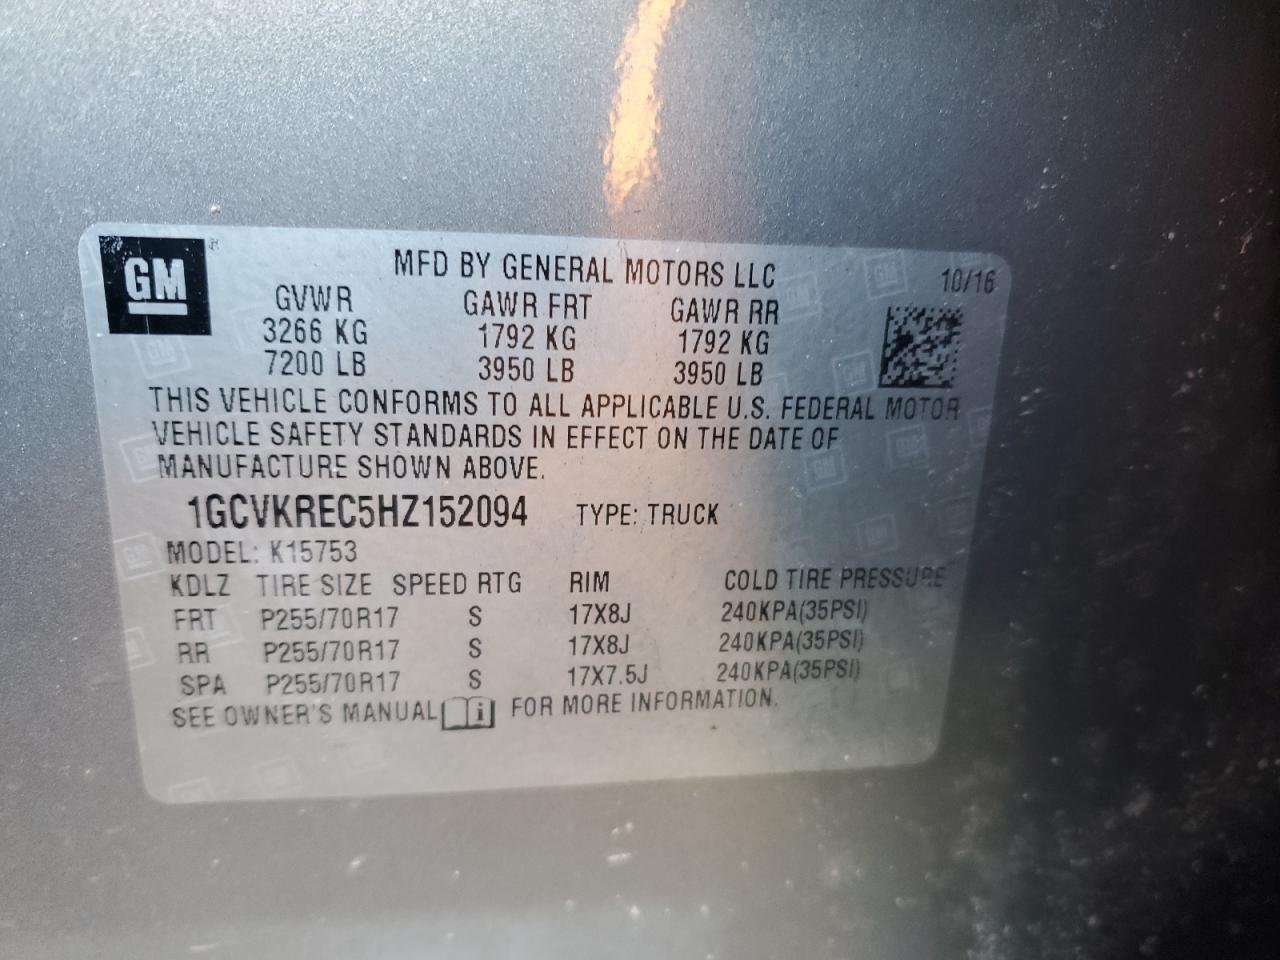 GM
MFD BY GENERAL MOTORS LLC 10/16
GVWR GAWR FRT GAWR RR
3266 KG 1792 KG 1792 KG
7200 LB 3950 LB 3950 LB
THIS VEHICLE CONFORMS TO ALL APPLICABLE U.S. FEDERAL MOTOR
VEHICLE SAFETY STANDARDS IN EFFECT ON THE DATE OF
MANUFACTURE SHOWN ABOVE.
1GCVKREC5HZ152094 TYPE: TRUCK
MODEL: K15753
KDLZ TIRE SIZE SPEED RTG RIM COLD TIRE PRESSURE
FRT P255/70R17 S 17X8J 240KPA(35PSI)
RR P255/70R17 S 17X8J 240KPA(35PSI)
SPA P255/70R17 S 17X7.5J 240KPA(35PSI)
SEE OWNER'S MANUAL i FOR MORE INFORMATION.